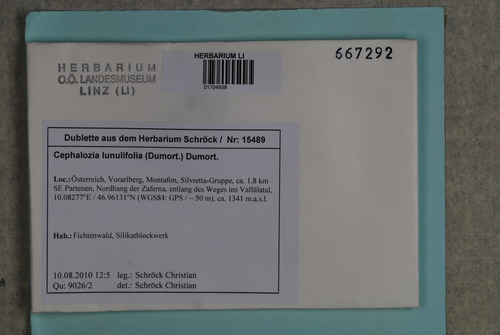 HERBARIUM
O.Ö. LANDESMUSEUM
LINZ (LI)
HERBARIUM LI
01704938
667292
Dublette aus dem Herbarium Schröck / Nr: 15489
Cephalozia lunulifolia (Dumort.) Dumort.
Loc.: Österreich, Vorarlberg, Montafon, Silvretta-Gruppe, ca. 1,8 km
SE Partenen, Nordhang der Zaferna, entlang des Weges ins Vallülatal,
10.08277°E / 46.96131°N (WGS84: GPS / ~ 50 m), ca. 1341 m.a.s.l.
Hab.: Fichtenwald, Silikatblockwerk
10.08.2010 12:5 leg.: Schröck Christian
Qu: 9026/2 det.: Schröck Christian